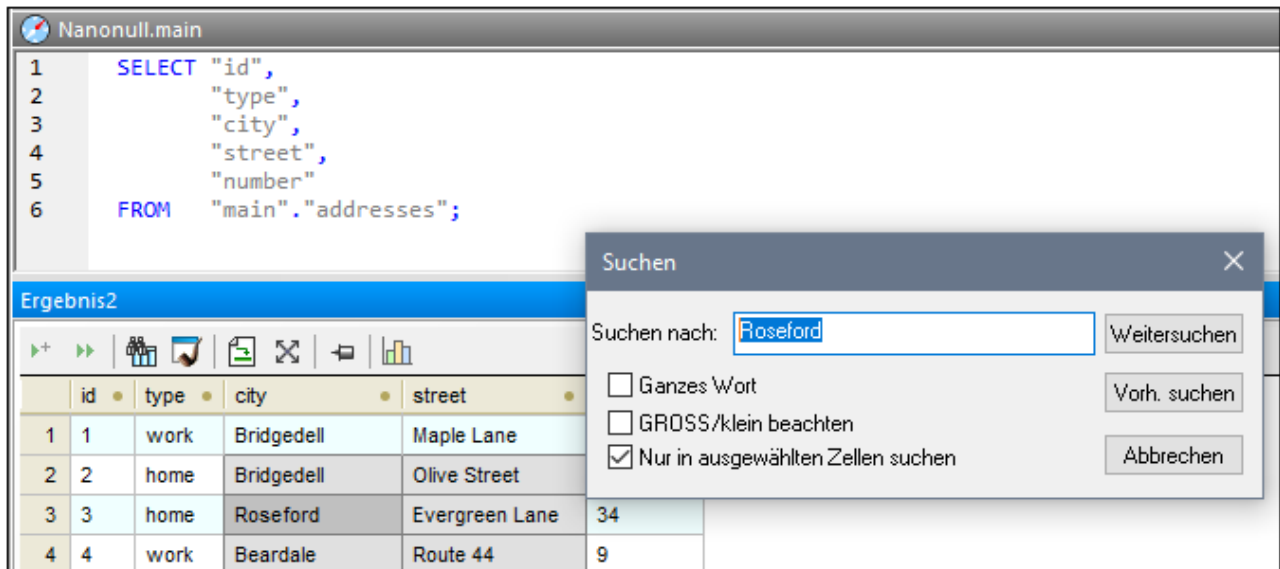 Nanonull.main
1 SELECT "id",
2 "type",
3 "city",
4 "street",
5 "number"
6 FROM "main"."addresses";
Suchen
Suchen nach: Roseford Weitersuchen
Ganzes Wort Vorh. suchen
GROSS/klein beachten
Nur in ausgewählten Zellen suchen Abbrechen
Ergebnis2
id type city street
1 1 work Bridgedell Maple Lane
2 2 home Bridgedell Olive Street
3 3 home Roseford Evergreen Lane 34
4 4 work Beardale Route 44 9